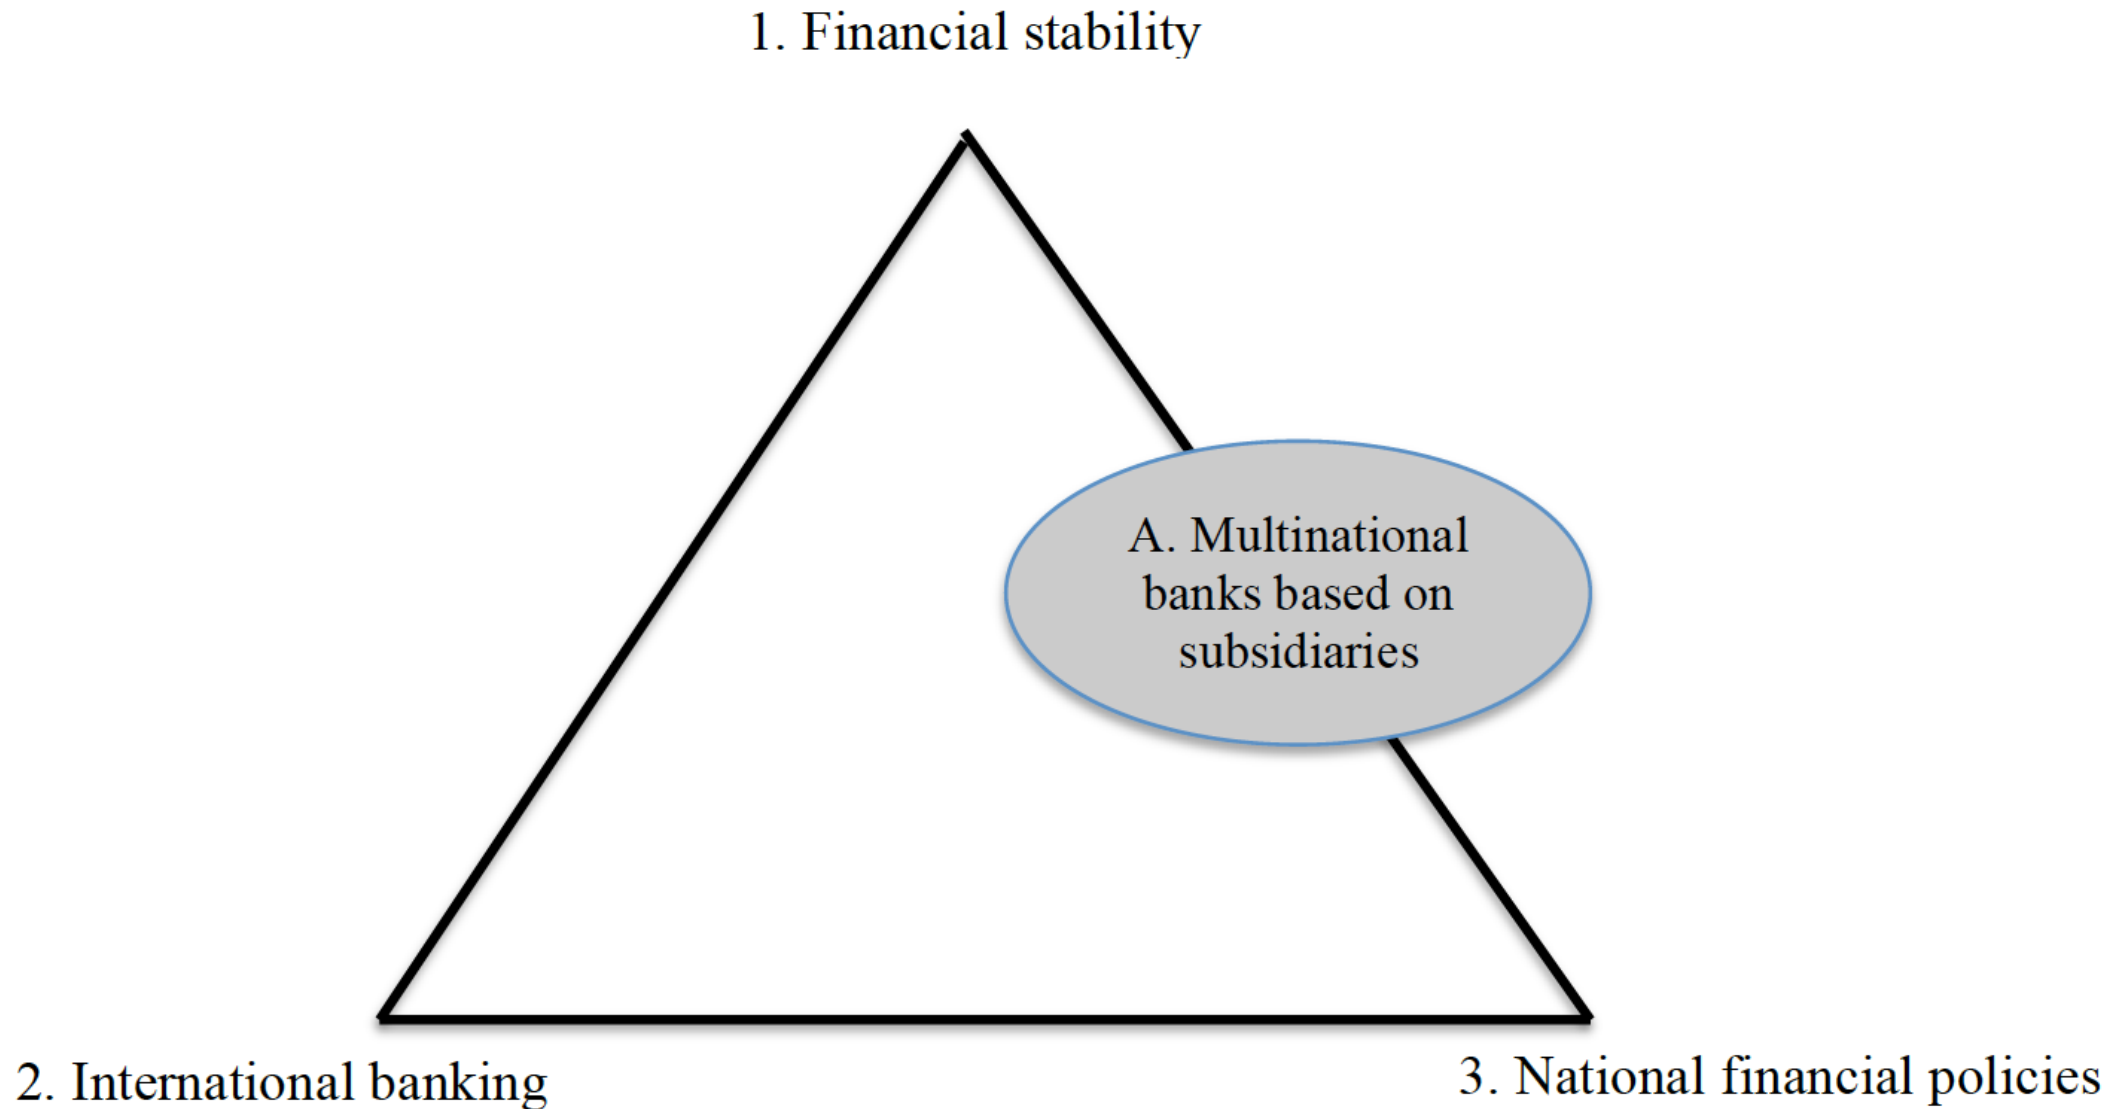 1. Financial stability
A. Multinational
banks based on
subsidiaries
2. International banking
3. National financial policies